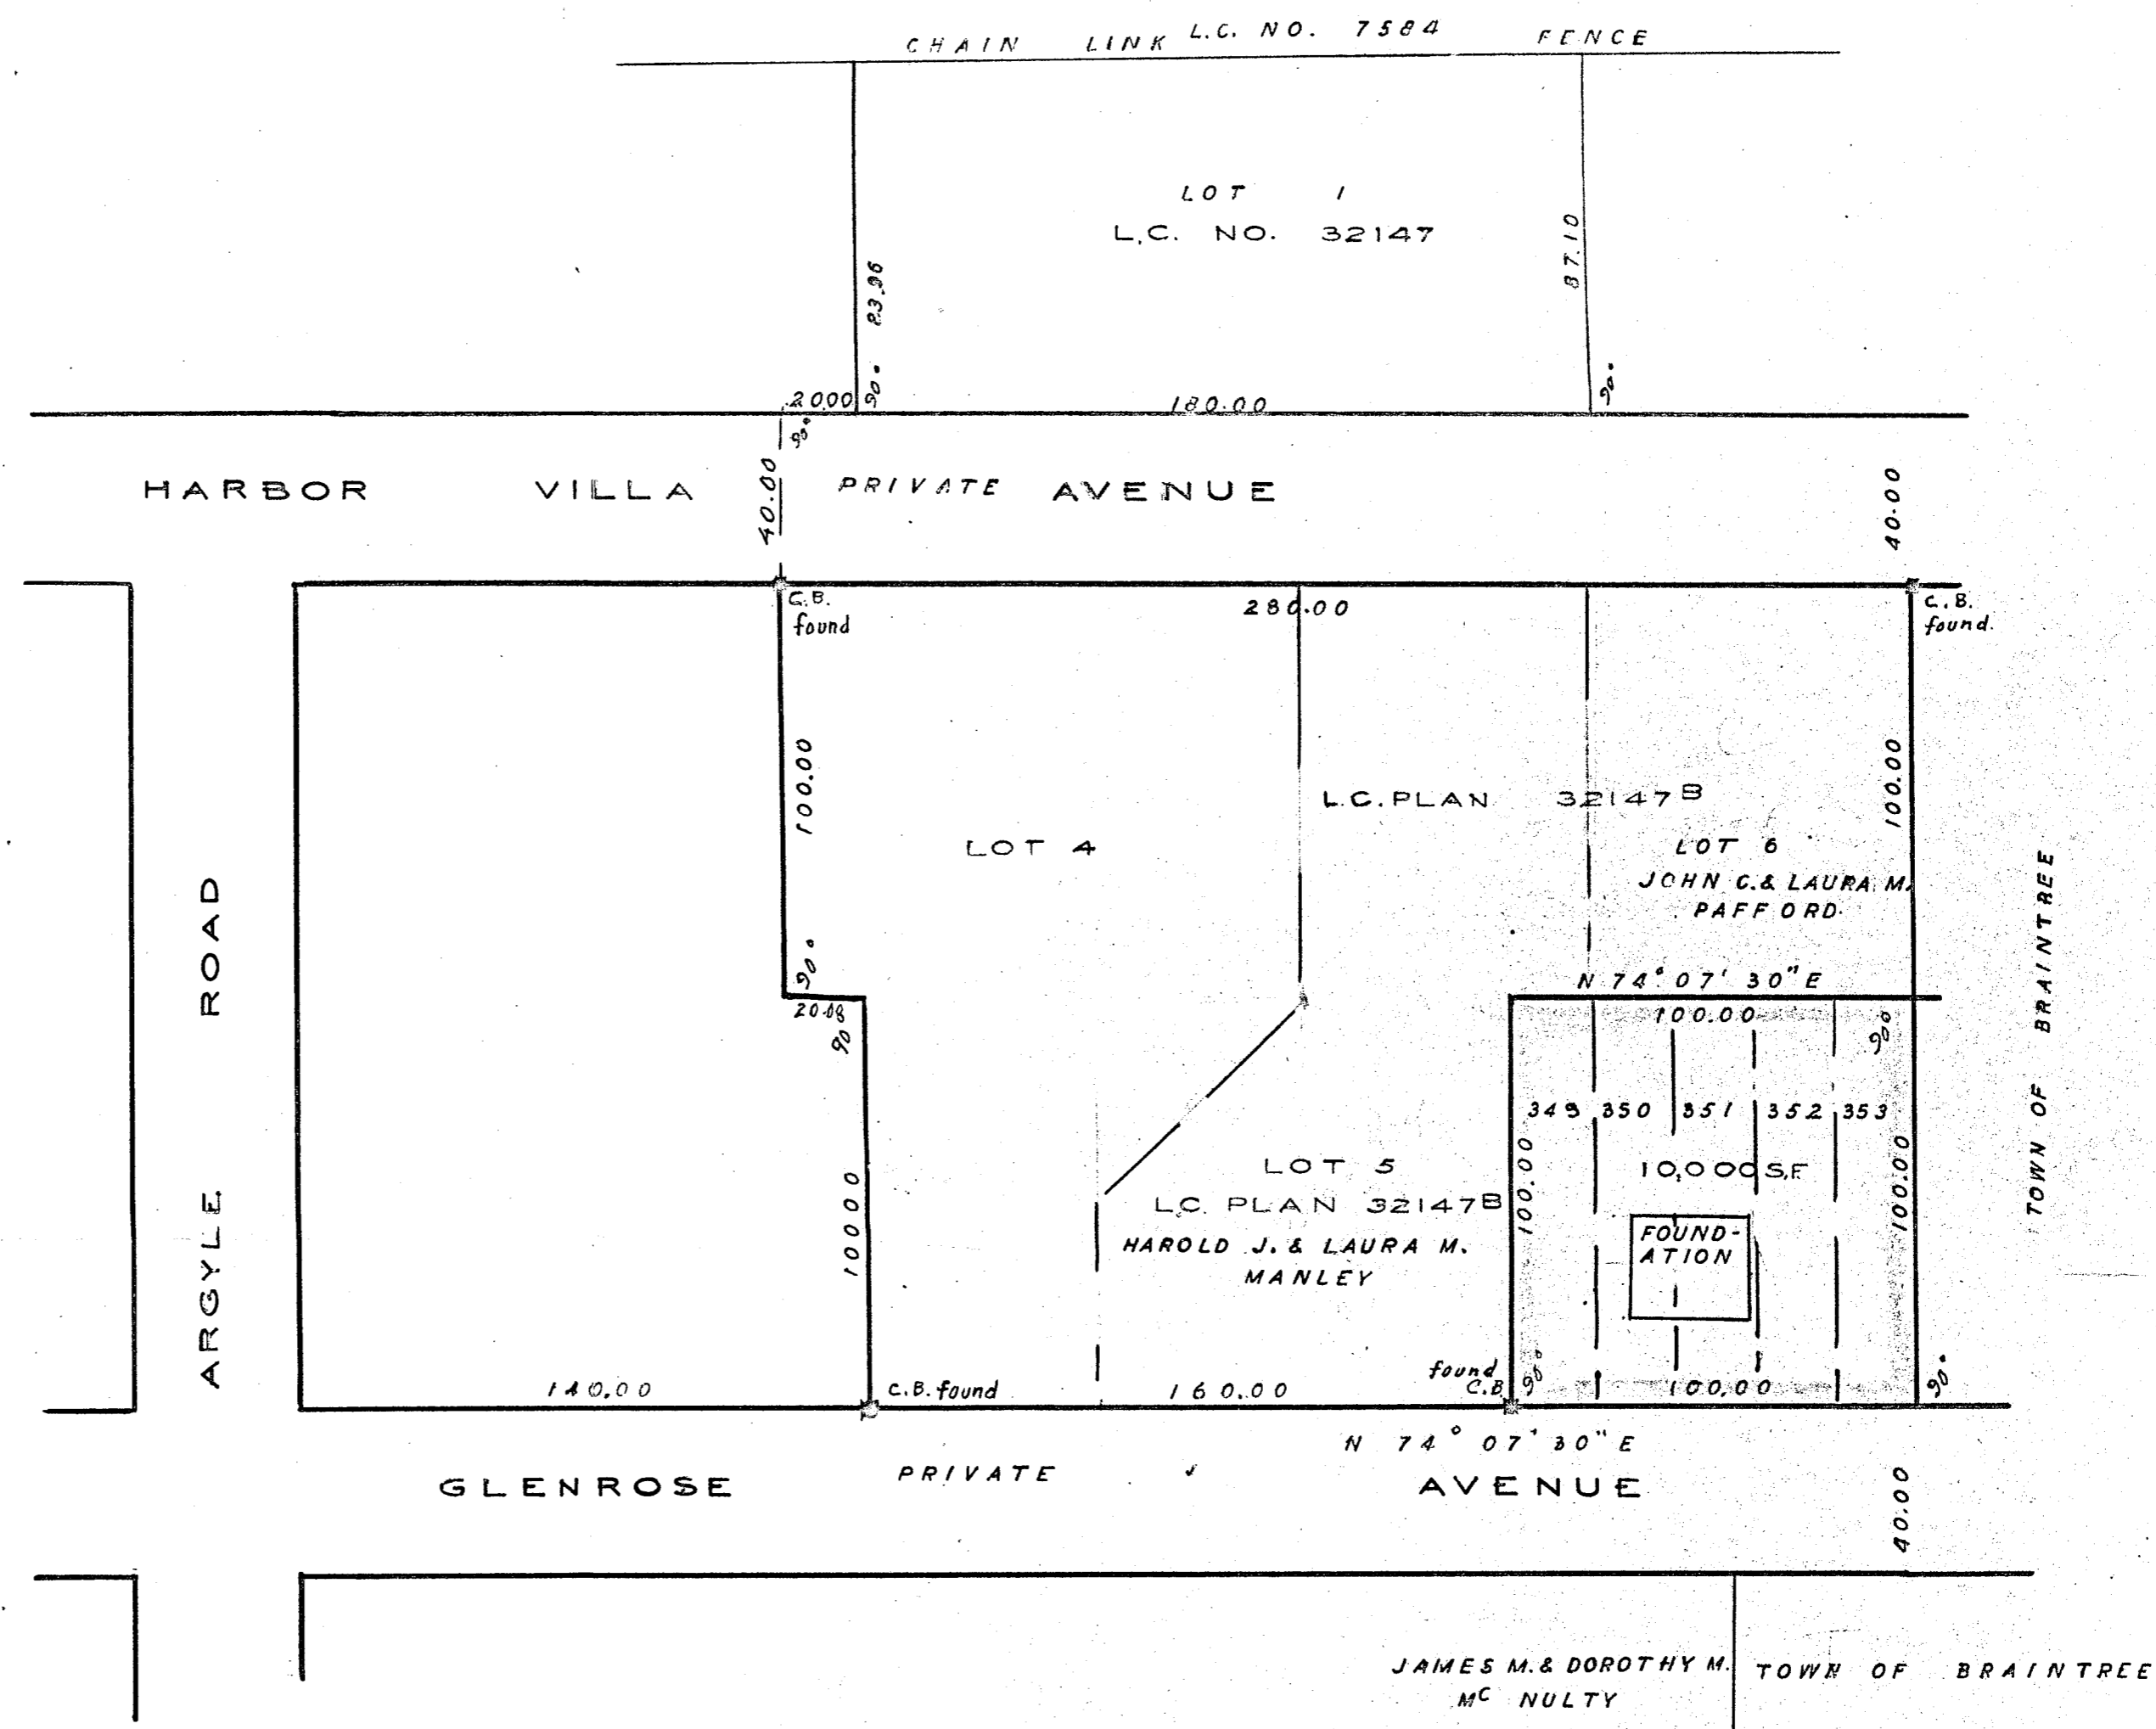 CHAIN LINK L.C. NO. 7584 FENCE
LOT 1
L.C. NO. 32147
87.10
90°
90°
20.00
180.00
90°
HARBOR VILLA PRIVATE AVENUE
40.00
40.00
C.B.
found
280.00
C.B.
found.
100.00
100.00
L.C. PLAN 32147B
LOT 4
LOT 6
JOHN C. & LAURA M.
PAFFORD
TOWN OF BRAINTREE
ARGYLE ROAD
90°
N 74° 07' 30" E
90
100.00
90°
350 351 352 353
LOT 5
L.C. PLAN 32147B
HAROLD J. & LAURA M.
MANLEY
100.00
100.00
10,000 S.F.
100.00
FOUND-
ATION
140.00
C.B. found
160.00
found
C.B.
90°
100.00
90°
N 74° 07' 30" E
GLENROSE PRIVATE AVENUE
40.00
JAMES M. & DOROTHY M.
Mc NULTY
TOWN OF BRAINTREE